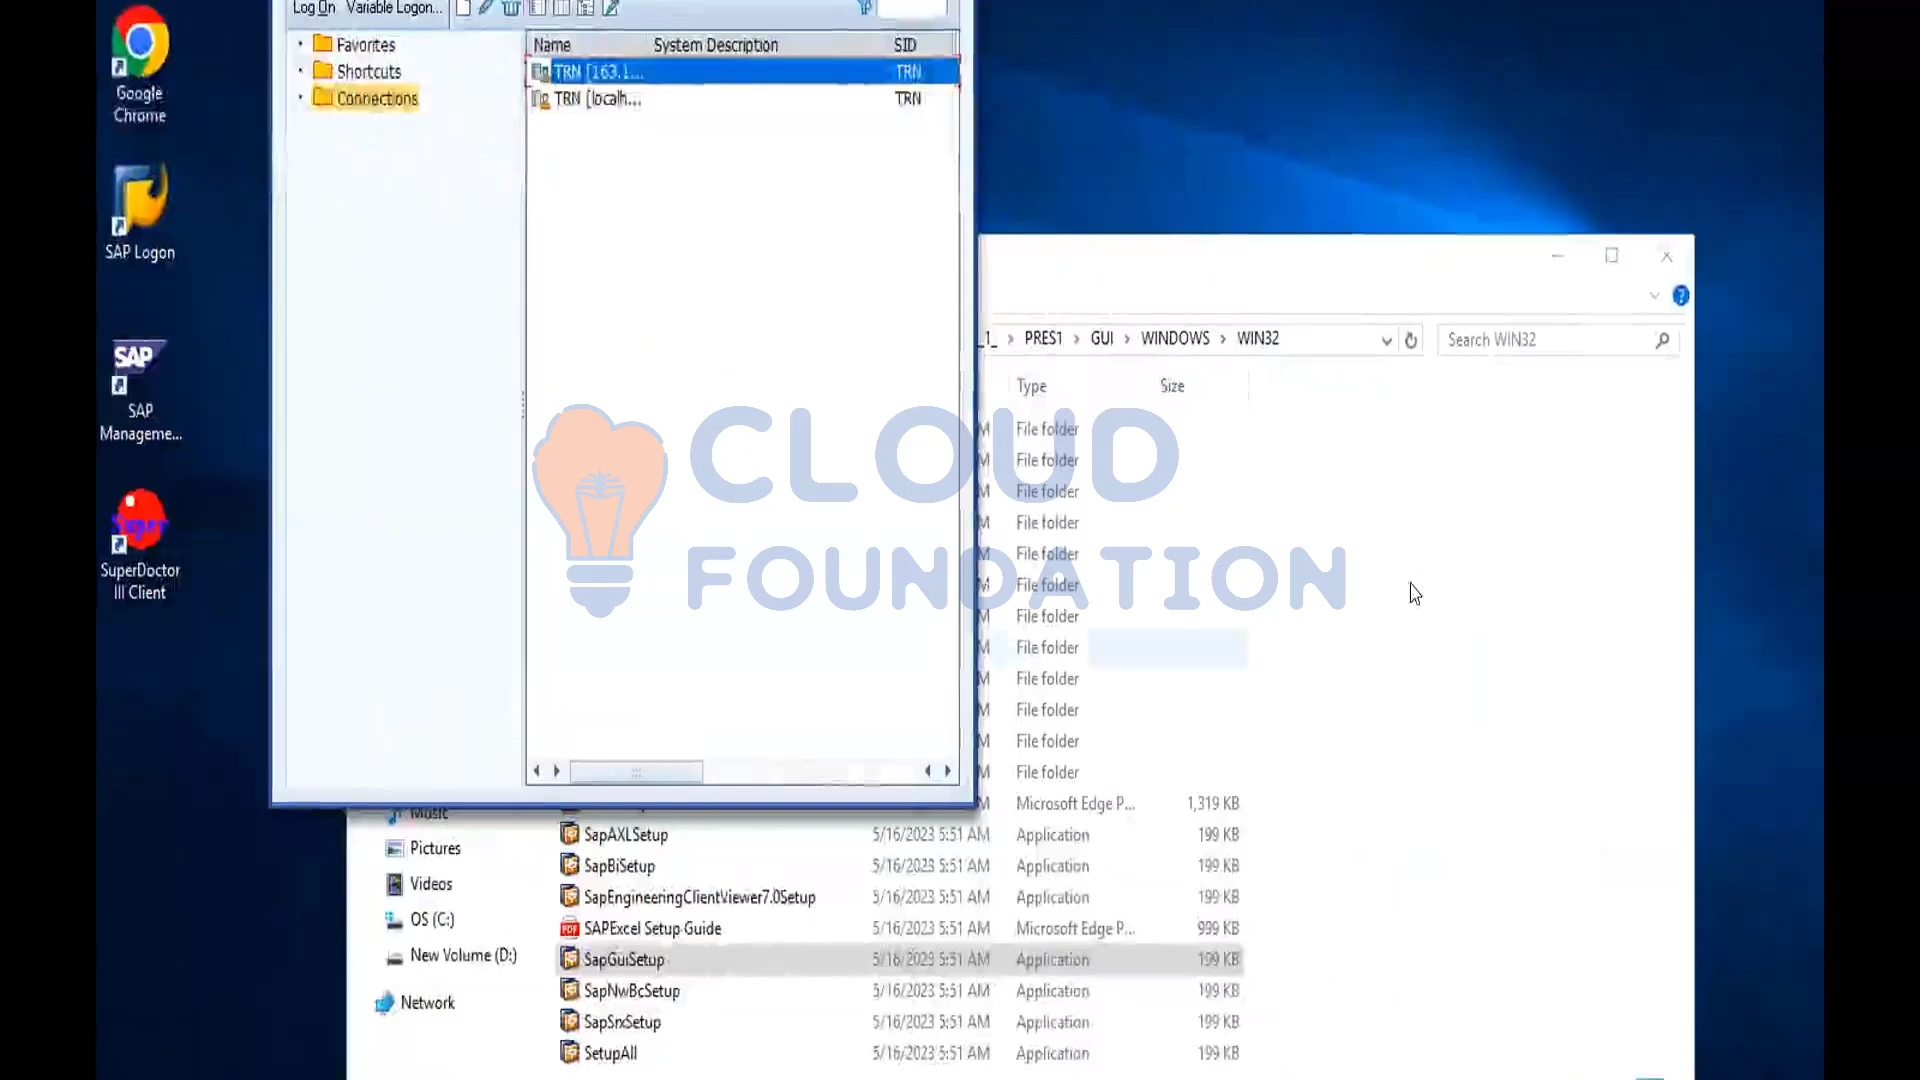 Google
Chrome
SAP Logon
SAP
SAP
Manageme...
Super
SuperDoctor
III Client
Log On Variable Logon...
Favorites
Shortcuts
Connections
Name System Description SID
TRN [163.1.... TRN
TRN [localh... TRN
_1_ > PRES1 > GUI > WINDOWS > WIN32
Search WIN32
Type Size
M File folder
M File folder
M File folder
M File folder
M File folder
M File folder
M File folder
M File folder
M File folder
M File folder
M File folder
M File folder
CLOUD
FOUNDATION
M Microsoft Edge P... 1,319 KB
Music
Pictures
Videos
OS (C:)
New Volume (D:)
Network
SapAXLSetup 5/16/2023 5:51 AM Application 199 KB
SapBiSetup 5/16/2023 5:51 AM Application 199 KB
SapEngineeringClientViewer7.0Setup 5/16/2023 5:51 AM Application 199 KB
PDF SAPExcel Setup Guide 5/16/2023 5:51 AM Microsoft Edge P... 999 KB
SapGuiSetup 5/16/2023 5:51 AM Application 199 KB
SapNwBcSetup 5/16/2023 5:51 AM Application 199 KB
SapSnxSetup 5/16/2023 5:51 AM Application 199 KB
SetupAll 5/16/2023 5:51 AM Application 199 KB